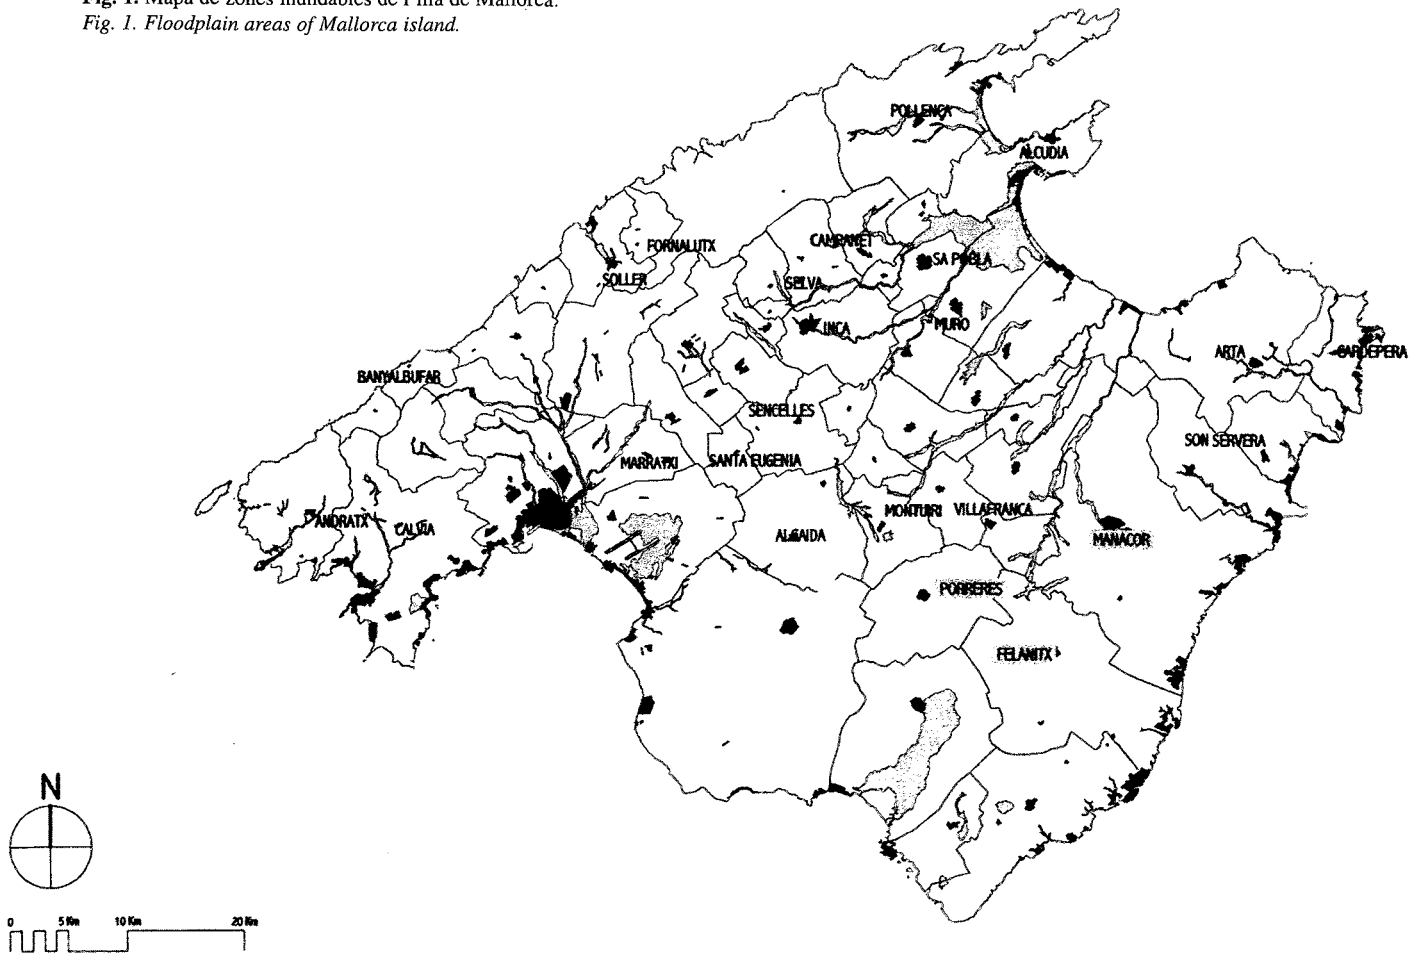 Fig. 1. Mapa de zones inundables de l'illa de Mallorca.
Fig. 1. Floodplain areas of Mallorca island.
POLLENÇA
ALCUDIA
CAMPANET
FORNALUTX
SA POBLA
SOLLER
SELVA
INCA
MURO
ARTA
CAPDEPERA
BANYALBUFAR
SENCELLES
SON SERVERA
MARRATXI
SANTA EUGENIA
MONTUIRI
VILLAFRANCA
ANDRATX
CALVIA
ALGAIDA
MANACOR
PORRERES
FELANITX
N
0 5 Km 10 Km 20 Km